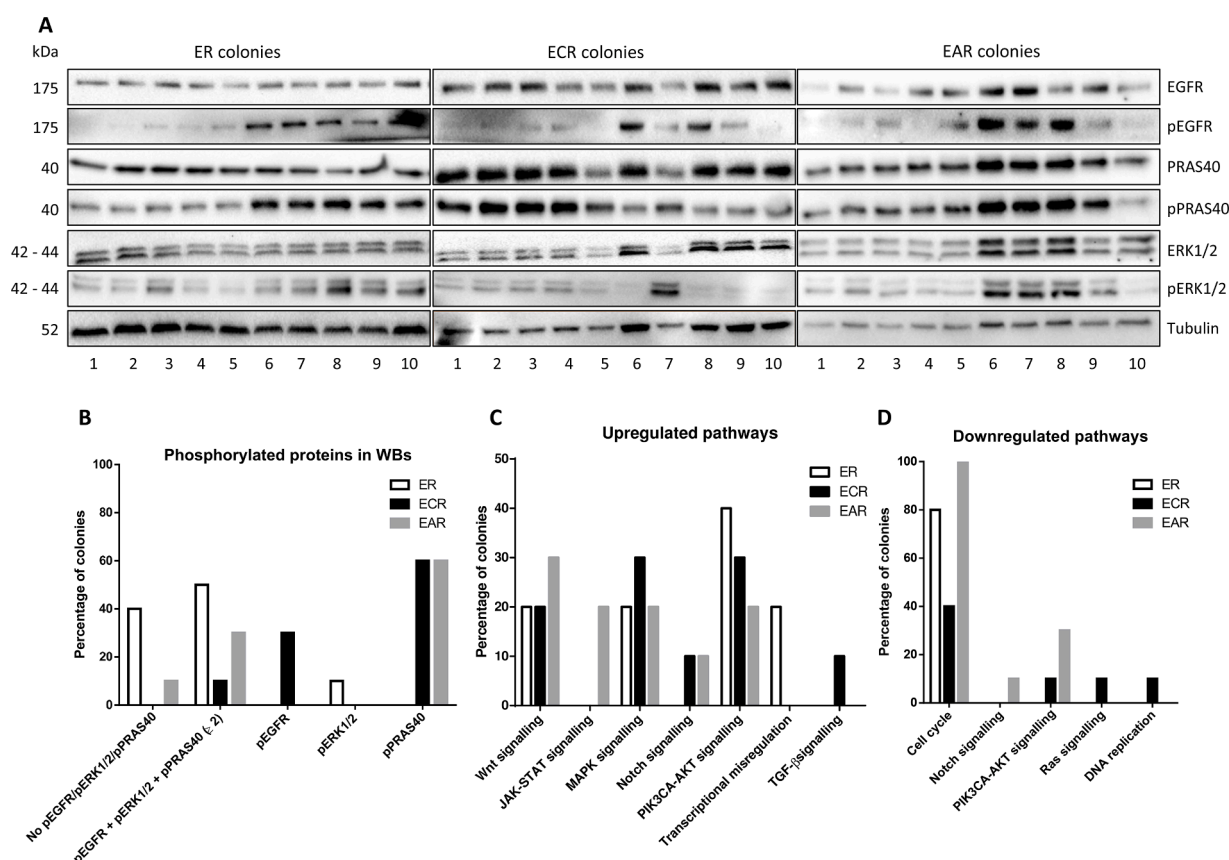 A
kDa ER colonies ECR colonies EAR colonies
175 EGFR
175 pEGFR
40 PRAS40
40 pPRAS40
42 - 44 ERK1/2
42 - 44 pERK1/2
52 Tubulin
1 2 3 4 5 6 7 8 9 10 1 2 3 4 5 6 7 8 9 10 1 2 3 4 5 6 7 8 9 10
B
Phosphorylated proteins in WBs
ER
ECR
EAR
Percentage of colonies
100
80
60
40
20
0
No pEGFR/pERK1/2/pPRAS40
pEGFR + pERK1/2 + pPRAS40 (≥ 2)
pEGFR
pERK1/2
pPRAS40
C
Upregulated pathways
ER
ECR
EAR
Percentage of colonies
50
40
30
20
10
0
Wnt signalling
JAK-STAT signalling
MAPK signalling
Notch signalling
PIK3CA-AKT signalling
Transcriptional misregulation
TGF-βsignalling
D
Downregulated pathways
ER
ECR
EAR
Percentage of colonies
100
80
60
40
20
0
Cell cycle
Notch signalling
PIK3CA-AKT signalling
Ras signalling
DNA replication